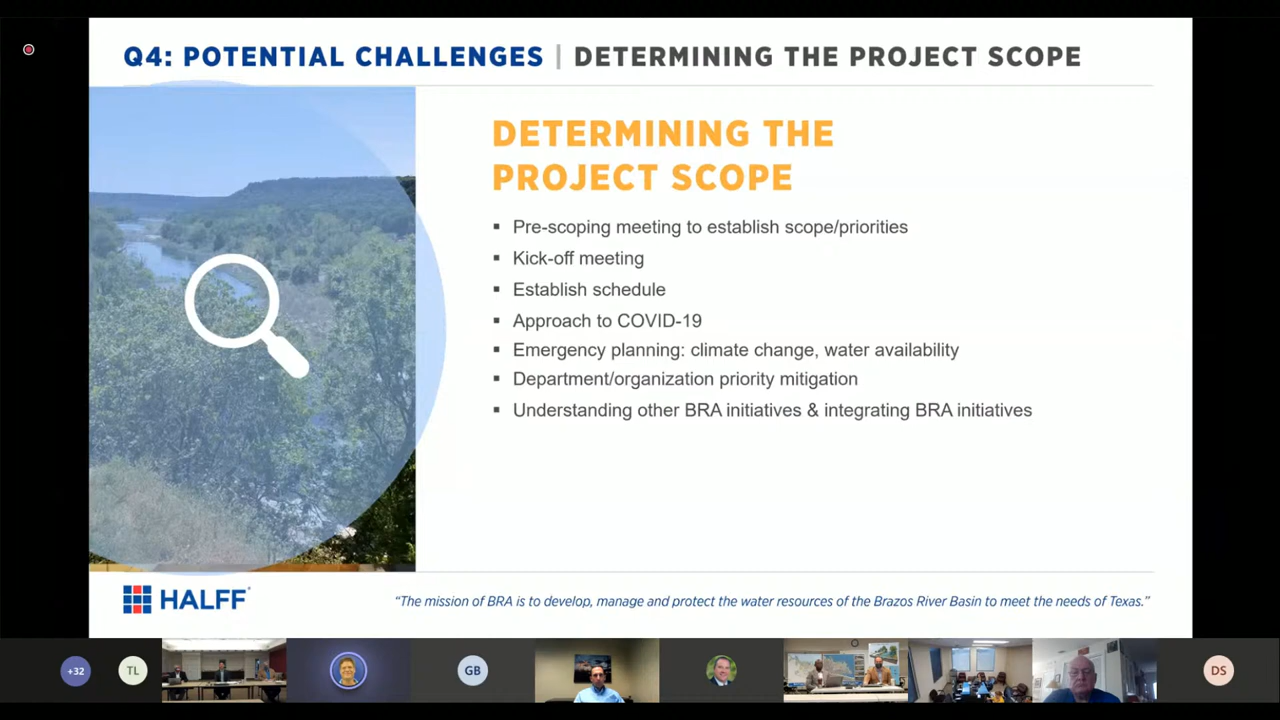 Q4: POTENTIAL CHALLENGES | DETERMINING THE PROJECT SCOPE
DETERMINING THE
PROJECT SCOPE
▪ Pre-scoping meeting to establish scope/priorities
▪ Kick-off meeting
▪ Establish schedule
▪ Approach to COVID-19
▪ Emergency planning: climate change, water availability
▪ Department/organization priority mitigation
▪ Understanding other BRA initiatives & integrating BRA initiatives
HALFF
“The mission of BRA is to develop, manage and protect the water resources of the Brazos River Basin to meet the needs of Texas.”
+32 TL GB DS